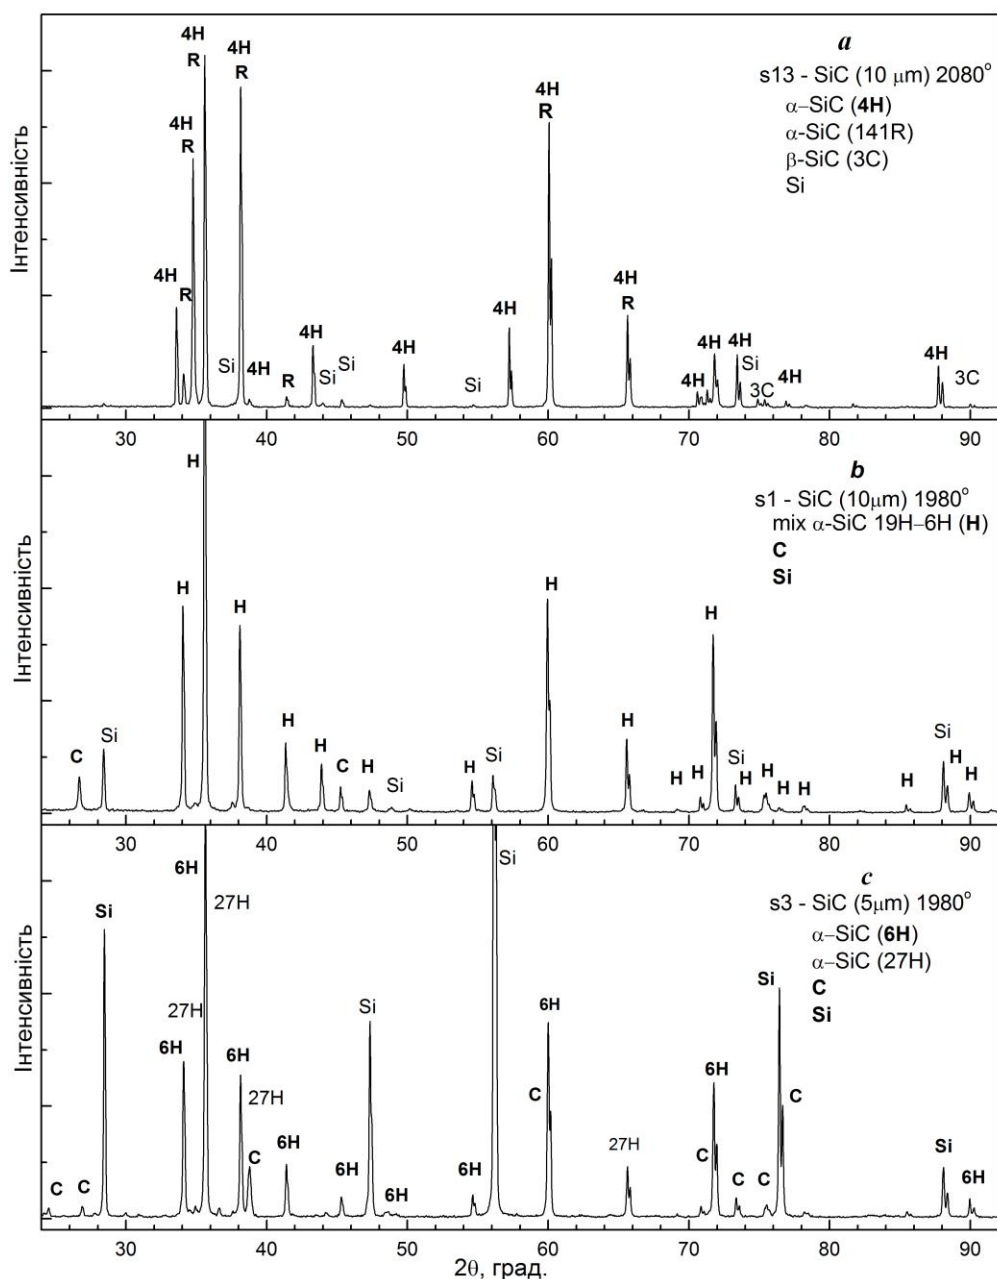 a
s13 - SiC (10 μm) 2080°
α–SiC (4H)
α-SiC (141R)
β-SiC (3C)
Si
Інтенсивність
4H
R
4H
R
4H
R
4H
R
4H
R
Si
4H
R
4H
Si
Si
4H
Si
4H
4H
R
4H
R
4H
4H
4H
Si
3C
4H
4H
3C
30 40 50 60 70 80 90
b
s1 - SiC (10μm) 1980°
mix α-SiC 19H–6H (H)
C
Si
Інтенсивність
C
Si
H
H
H
H
H
C
H
Si
H
Si
H
H
H
H
H
Si
H
H
H
H
H
Si
H
H
30 40 50 60 70 80 90
c
s3 - SiC (5μm) 1980°
α–SiC (6H)
α–SiC (27H)
C
Si
Інтенсивність
C
C
Si
6H
27H
6H
27H
6H
27H
C
6H
6H
Si
6H
6H
Si
6H
C
27H
6H
C
C
C
Si
C
Si
6H
30 40 50 60 70 80 90
2θ, град.